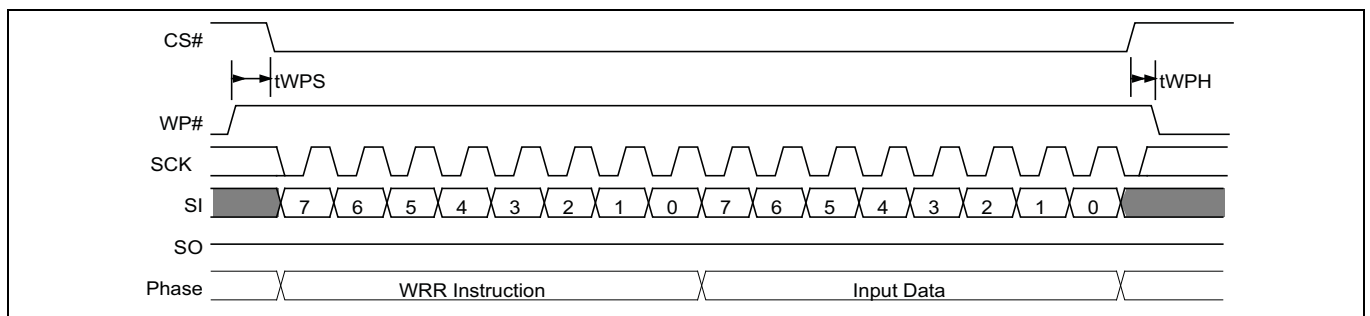 CS#
tWPS
tWPH
WP#
SCK
SI 7 6 5 4 3 2 1 0 7 6 5 4 3 2 1 0
SO
Phase WRR Instruction Input Data